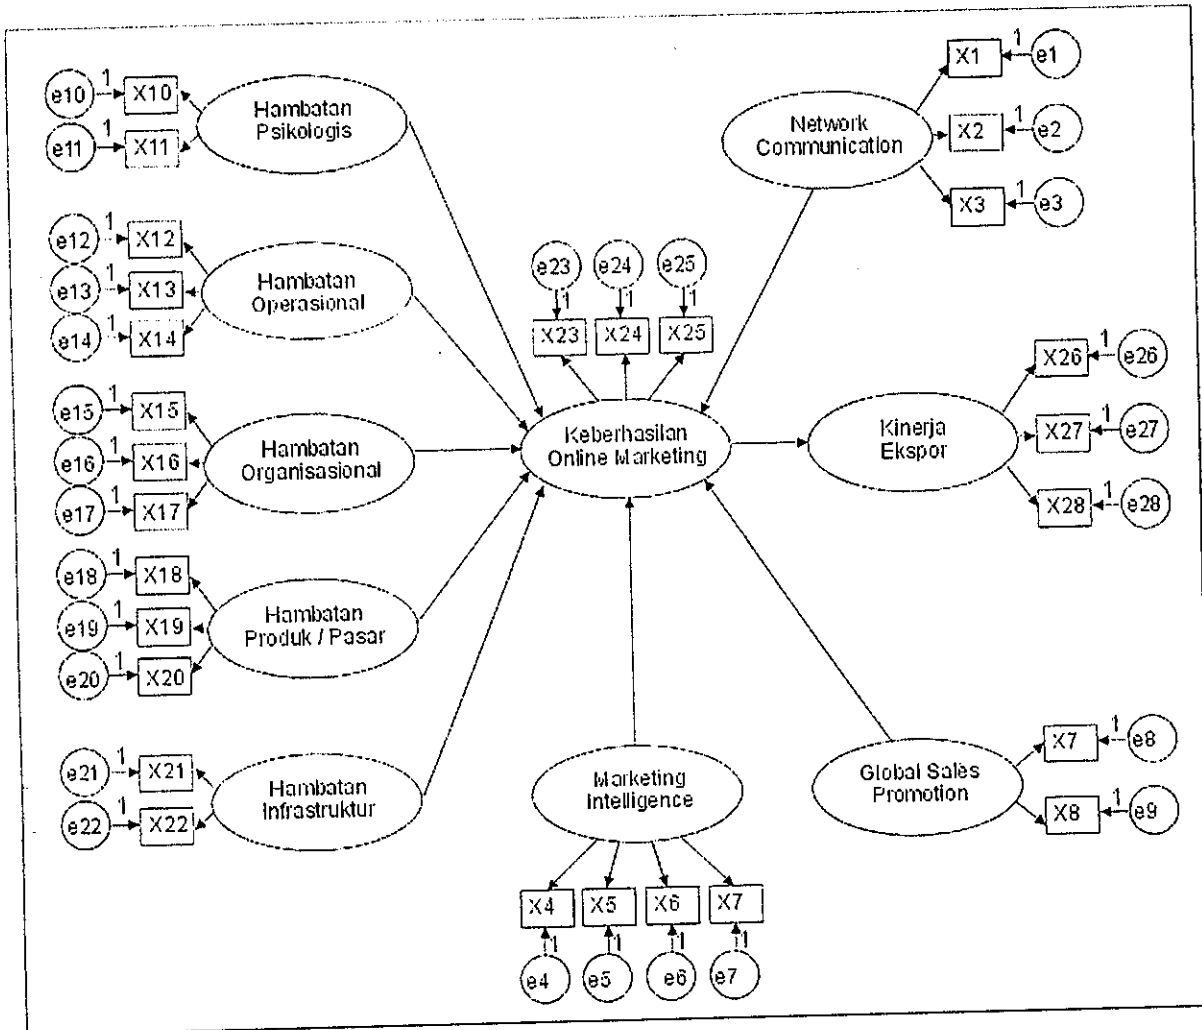 e10 1 X10
e11 1 X11
Hambatan
Psikologis
e12 1 X12
e13 1 X13
e14 1 X14
Hambatan
Operasional
e15 1 X15
e16 1 X16
e17 1 X17
Hambatan
Organisasional
e18 1 X18
e19 1 X19
e20 1 X20
Hambatan
Produk / Pasar
e21 1 X21
e22 1 X22
Hambatan
Infrastruktur
e23 e24 e25
1 1 1
X23 X24 X25
Keberhasilan
Online Marketing
Marketing
Intelligence
X4 X5 X6 X7
1 1 1 1
e4 e5 e6 e7
Network
Communication
X1 1 e1
X2 1 e2
X3 1 e3
Kinerja
Ekspor
X26 1 e26
X27 1 e27
X28 1 e28
Global Sales
Promotion
X7 1 e8
X8 1 e9